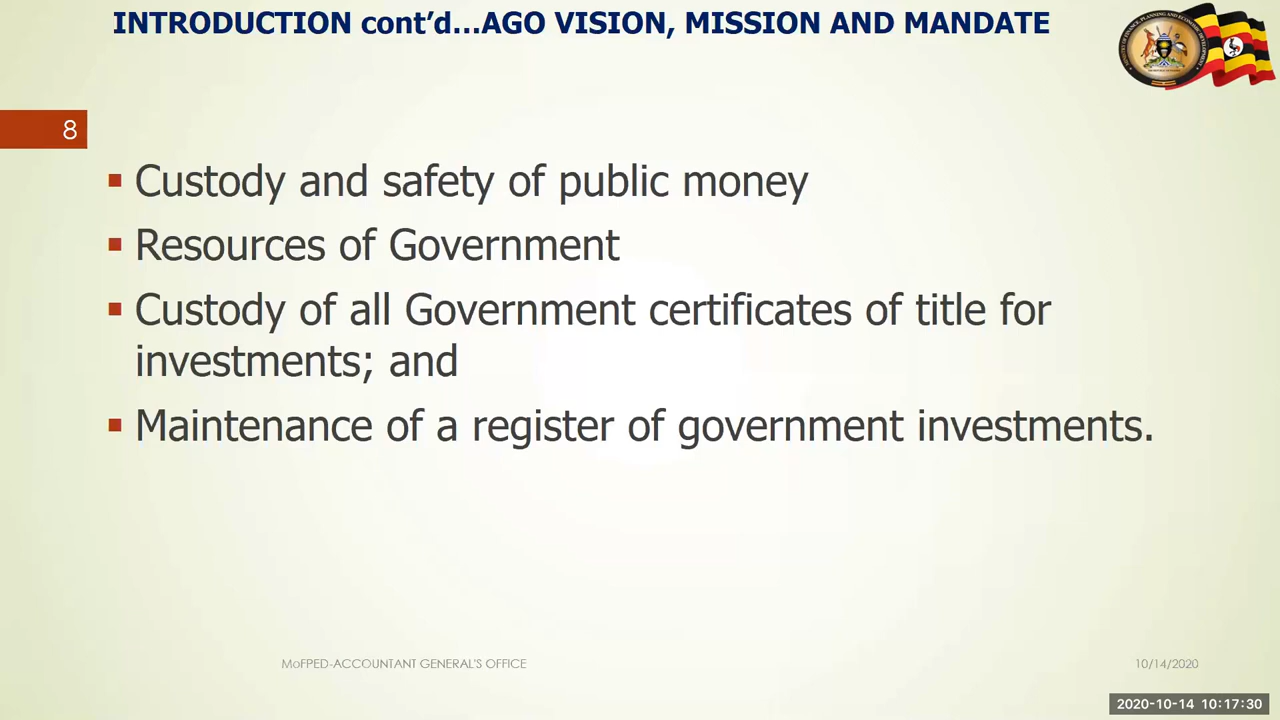 INTRODUCTION cont’d…AGO VISION, MISSION AND MANDATE
8
▪ Custody and safety of public money
▪ Resources of Government
▪ Custody of all Government certificates of title for
investments; and
▪ Maintenance of a register of government investments.
MoFPED-ACCOUNTANT GENERAL'S OFFICE
10/14/2020
2020-10-14 10:17:30